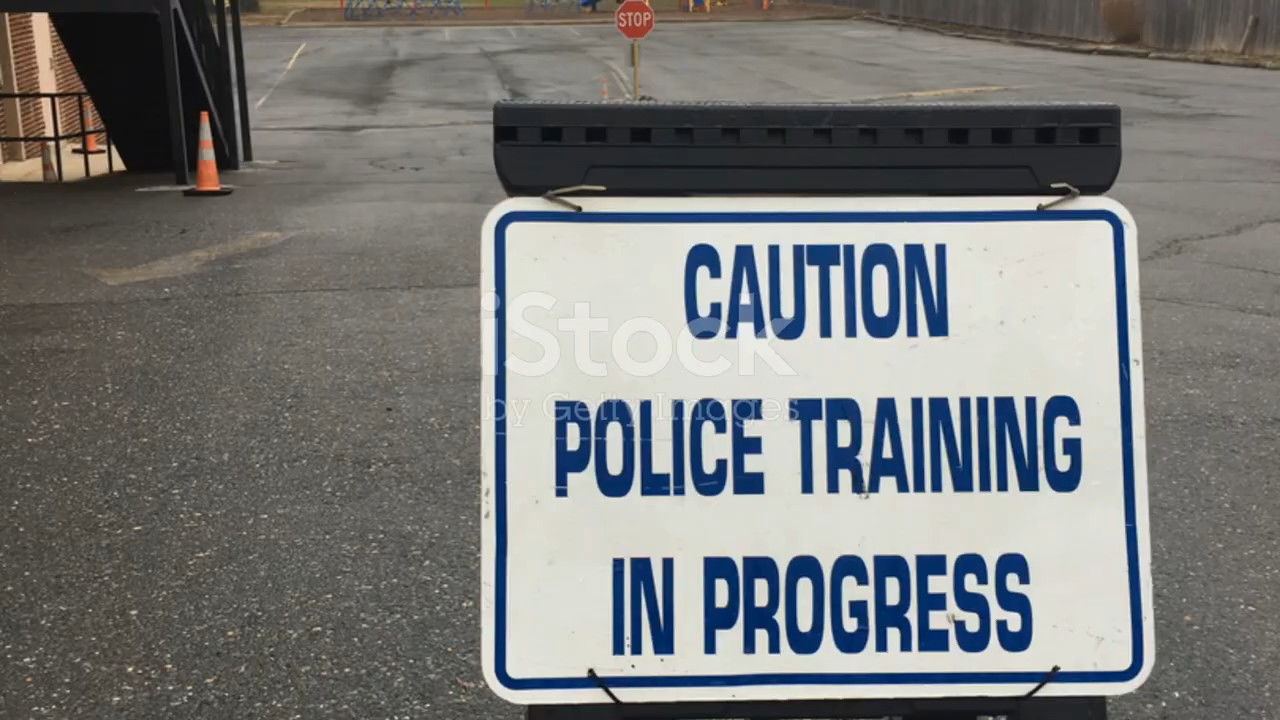 STOP
CAUTION
iStock
by Getty Images
POLICE TRAINING
IN PROGRESS